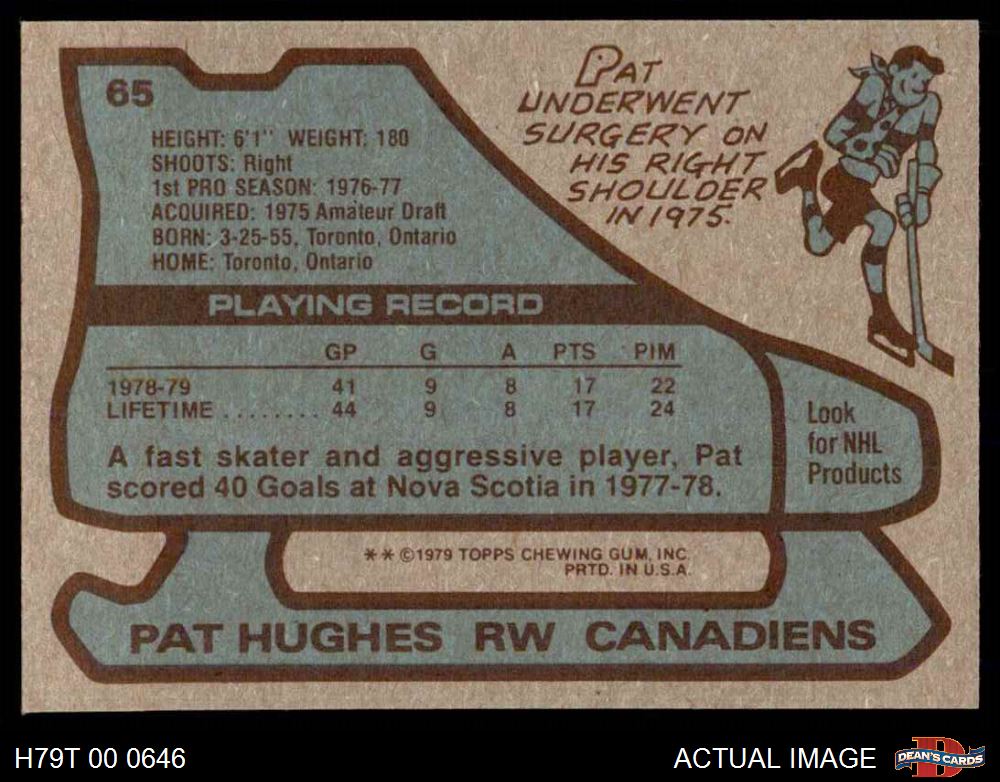 65
HEIGHT: 6'1" WEIGHT: 180
SHOOTS: Right
1st PRO SEASON: 1976-77
ACQUIRED: 1975 Amateur Draft
BORN: 3-25-55, Toronto, Ontario
HOME: Toronto, Ontario
PAT
UNDERWENT
SURGERY ON
HIS RIGHT
SHOULDER
IN 1975.
PLAYING RECORD
GP G A PTS PIM
1978-79 41 9 8 17 22
LIFETIME ........ 44 9 8 17 24
A fast skater and aggressive player, Pat
scored 40 Goals at Nova Scotia in 1977-78.
Look
for NHL
Products
** ©1979 TOPPS CHEWING GUM, INC.
PRTD. IN U.S.A.
PAT HUGHES RW CANADIENS
H79T 00 0646
ACTUAL IMAGE
D
DEAN'S CARDS